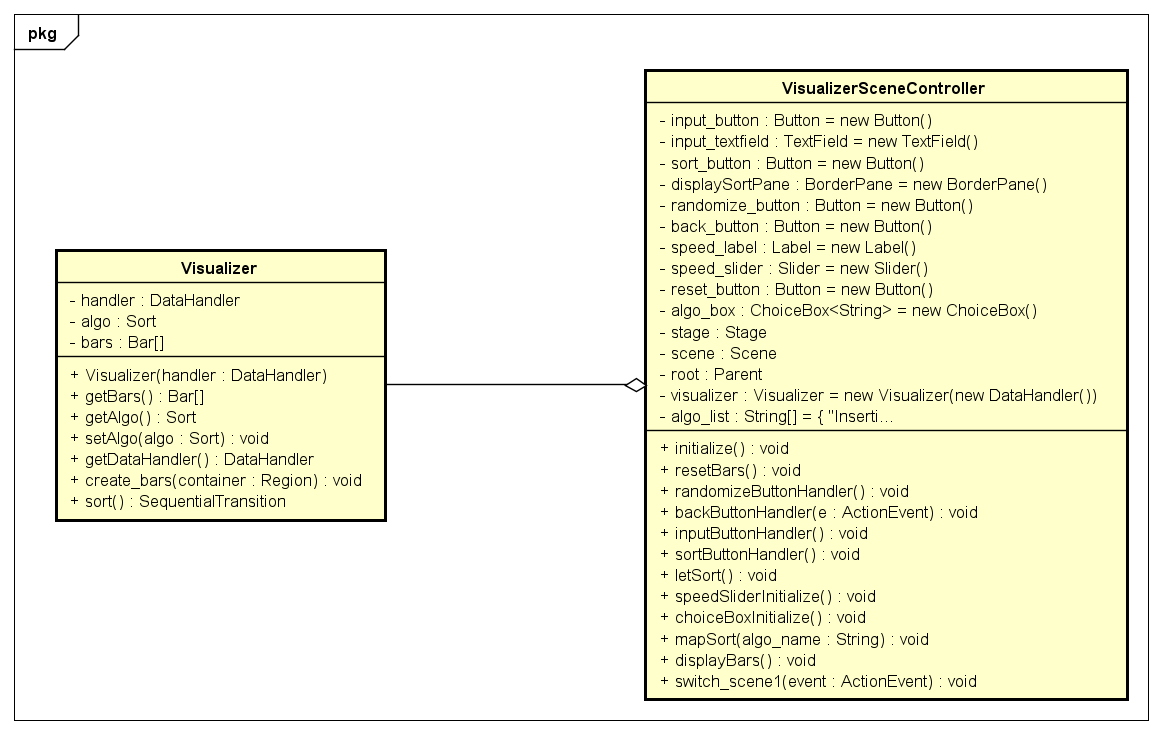 pkg
Visualizer
- handler : DataHandler
- algo : Sort
- bars : Bar[]
+ Visualizer(handler : DataHandler)
+ getBars() : Bar[]
+ getAlgo() : Sort
+ setAlgo(algo : Sort) : void
+ getDataHandler() : DataHandler
+ create_bars(container : Region) : void
+ sort() : SequentialTransition
VisualizerSceneController
- input_button : Button = new Button()
- input_textfield : TextField = new TextField()
- sort_button : Button = new Button()
- displaySortPane : BorderPane = new BorderPane()
- randomize_button : Button = new Button()
- back_button : Button = new Button()
- speed_label : Label = new Label()
- speed_slider : Slider = new Slider()
- reset_button : Button = new Button()
- algo_box : ChoiceBox<String> = new ChoiceBox()
- stage : Stage
- scene : Scene
- root : Parent
- visualizer : Visualizer = new Visualizer(new DataHandler())
- algo_list : String[] = { "Inserti...
+ initialize() : void
+ resetBars() : void
+ randomizeButtonHandler() : void
+ backButtonHandler(e : ActionEvent) : void
+ inputButtonHandler() : void
+ sortButtonHandler() : void
+ letSort() : void
+ speedSliderInitialize() : void
+ choiceBoxInitialize() : void
+ mapSort(algo_name : String) : void
+ displayBars() : void
+ switch_scene1(event : ActionEvent) : void